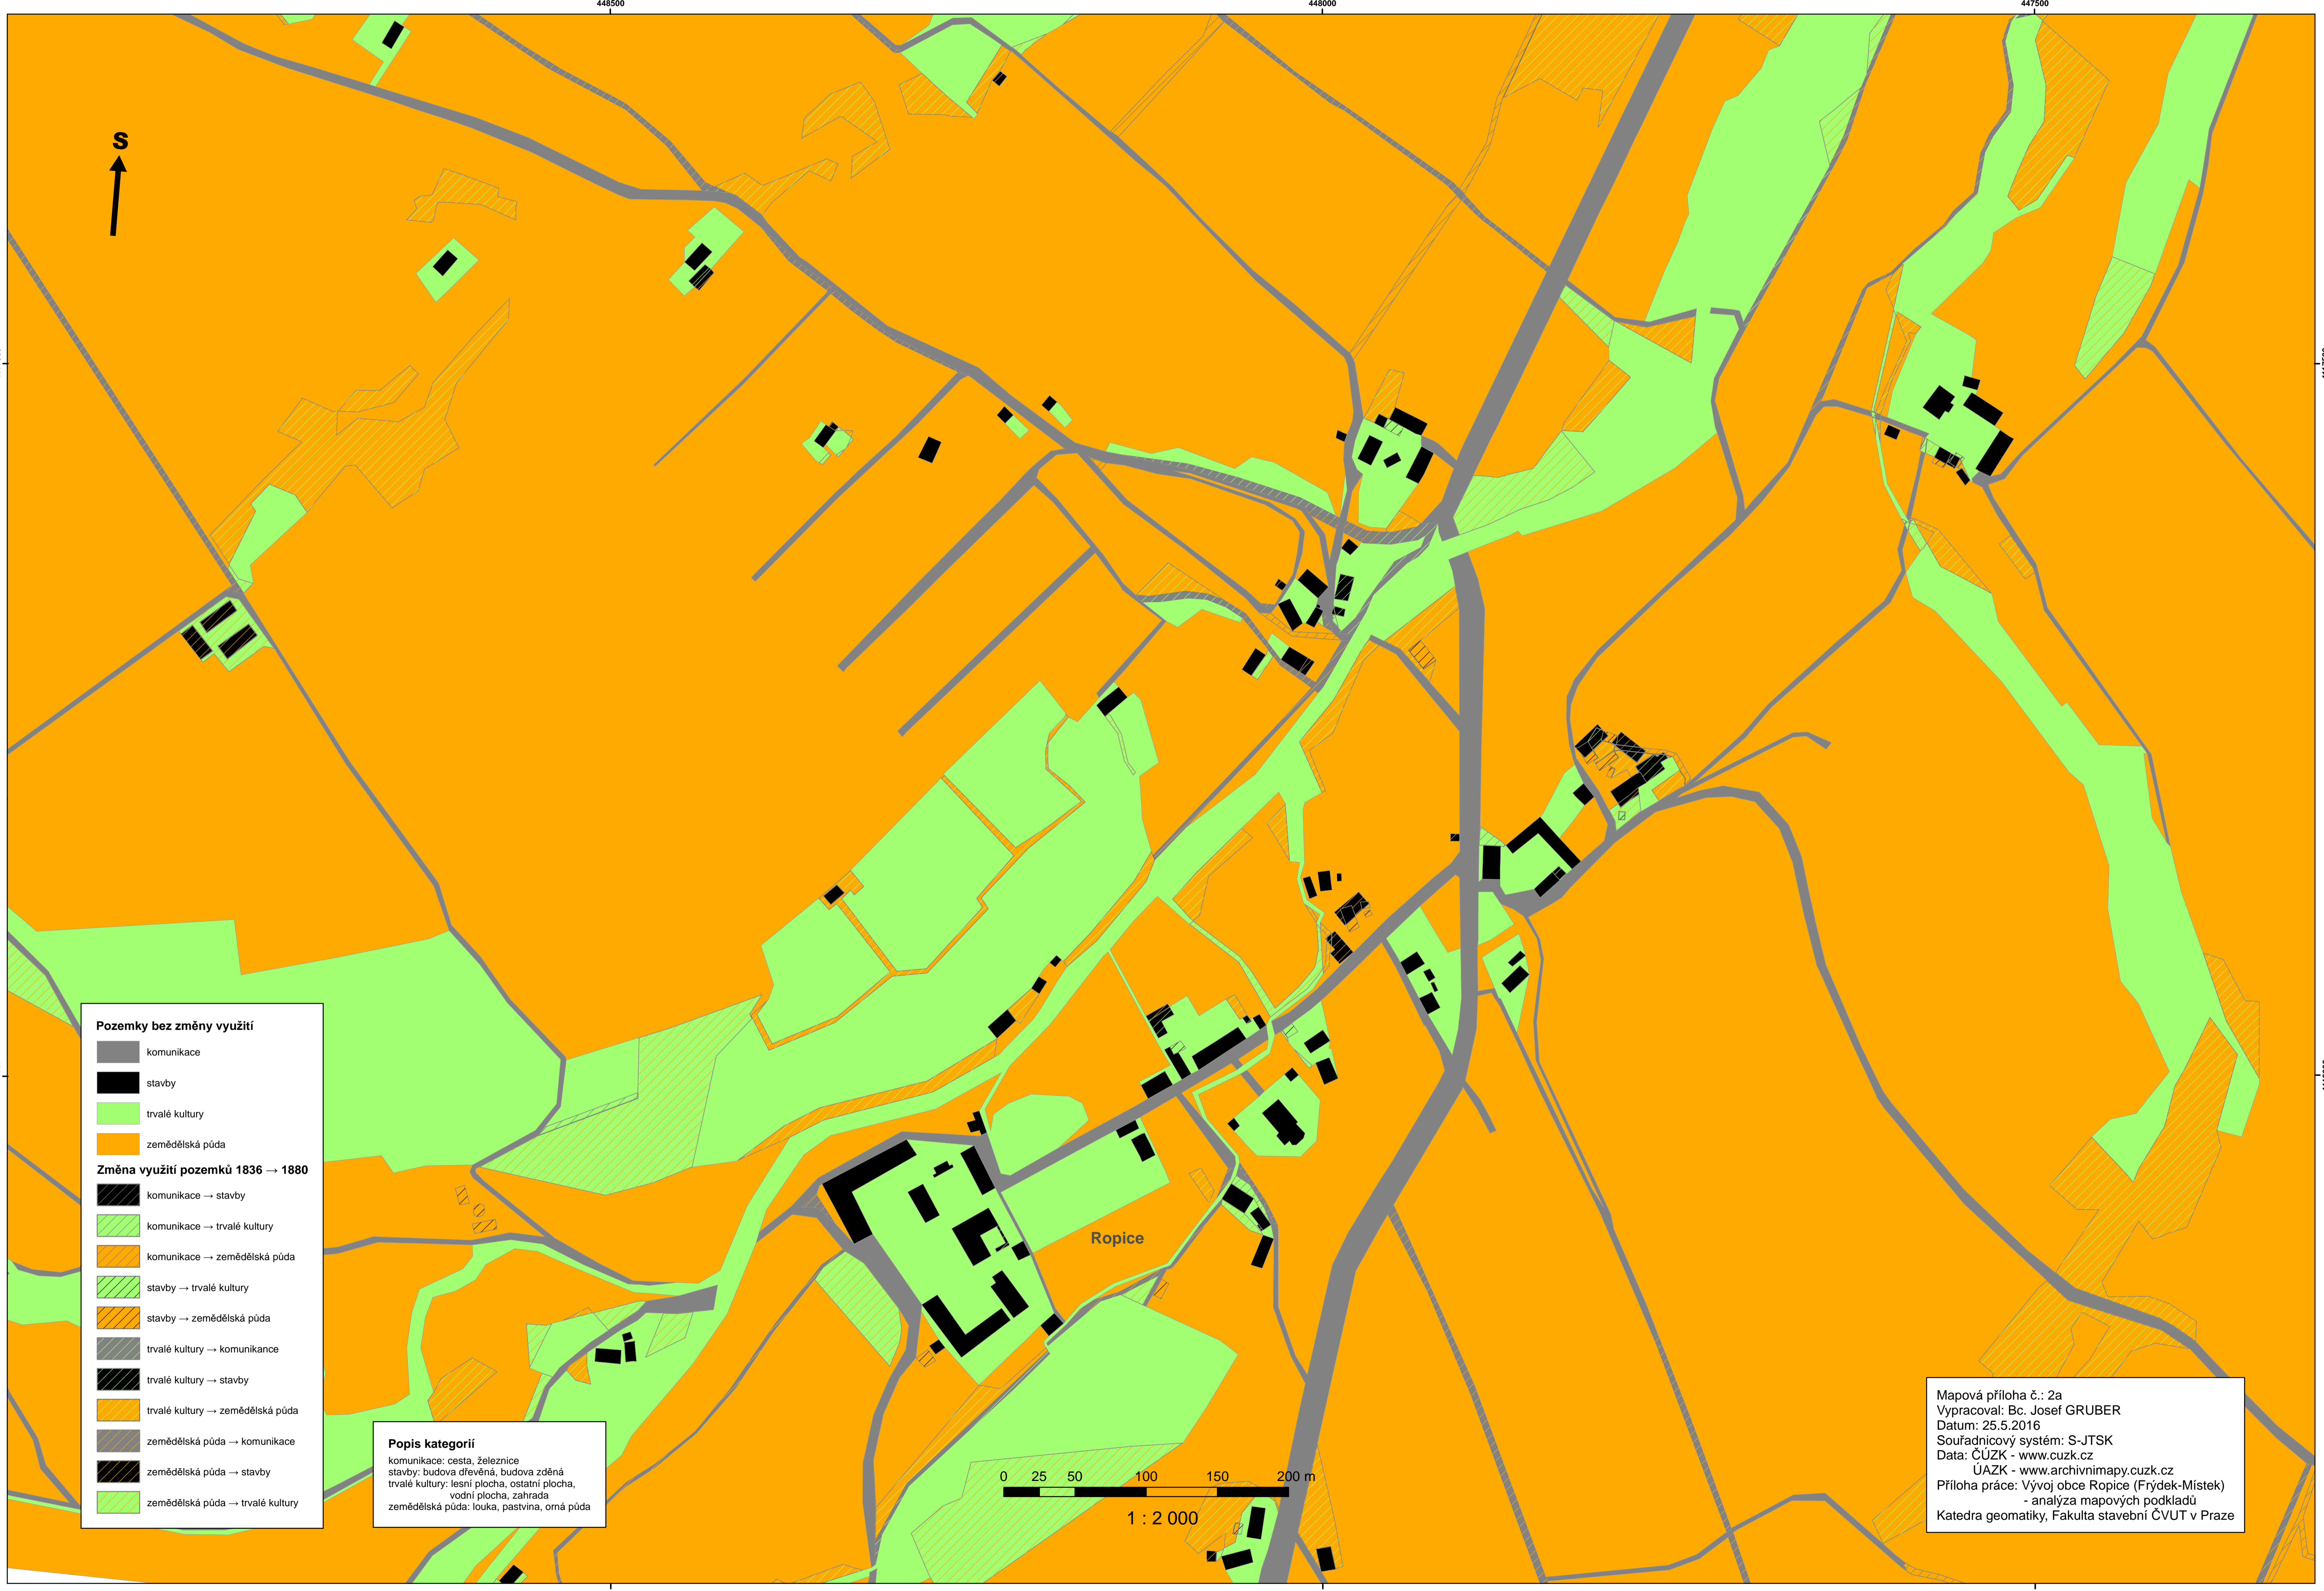 448500
448000
447500
S
Pozemky bez změny využití
komunikace
stavby
trvalé kultury
zemědělská půda
Změna využití pozemků 1836 → 1880
komunikace → stavby
komunikace → trvalé kultury
komunikace → zemědělská půda
stavby → trvalé kultury
stavby → zemědělská půda
trvalé kultury → komunikance
trvalé kultury → stavby
trvalé kultury → zemědělská půda
zemědělská půda → komunikace
zemědělská půda → stavby
zemědělská půda → trvalé kultury
Ropice
Popis kategorií
komunikace: cesta, železnice
stavby: budova dřevěná, budova zděná
trvalé kultury: lesní plocha, ostatní plocha,
vodní plocha, zahrada
zemědělská půda: louka, pastvina, orná půda
0 25 50 100 150 200 m
1 : 2 000
Mapová příloha č.: 2a
Vypracoval: Bc. Josef GRUBER
Datum: 25.5.2016
Souřadnicový systém: S-JTSK
Data: ČÚZK - www.cuzk.cz
ÚAZK - www.archivnimapy.cuzk.cz
Příloha práce: Vývoj obce Ropice (Frýdek-Místek)
- analýza mapových podkladů
Katedra geomatiky, Fakulta stavební ČVUT v Praze